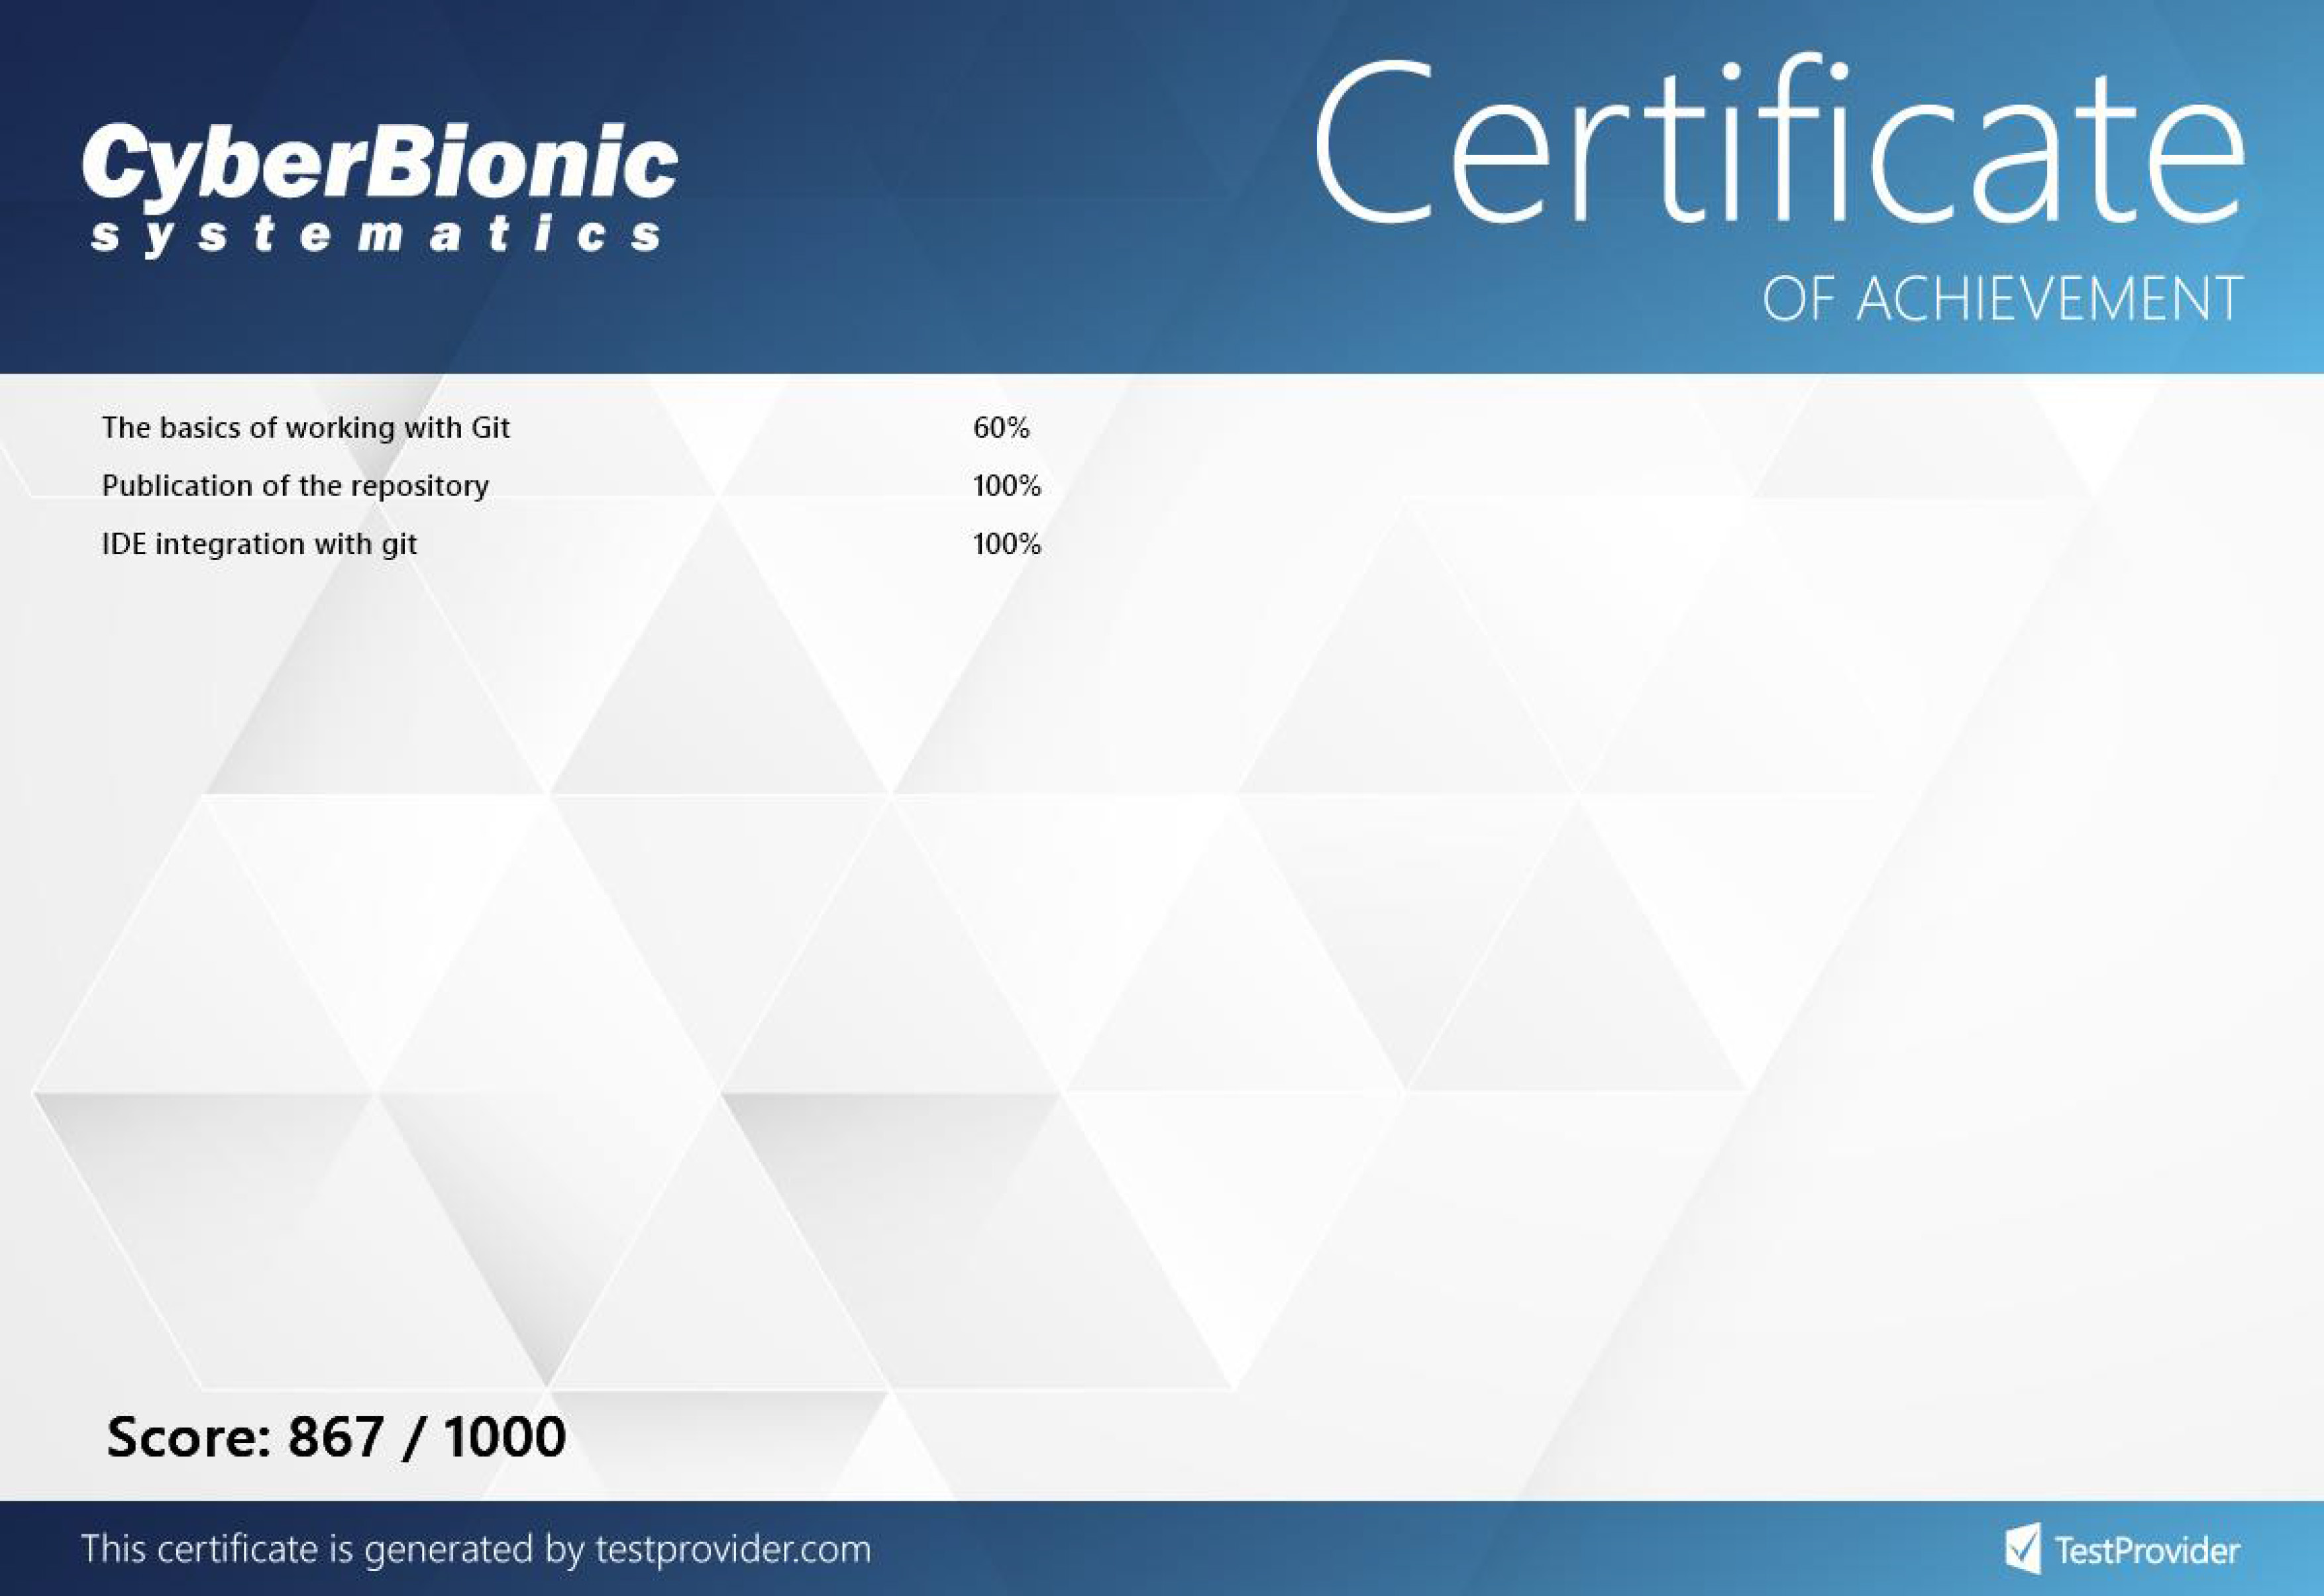 CyberBionic
systematics
Certificate
OF ACHIEVEMENT
The basics of working with Git 60%
Publication of the repository 100%
IDE integration with git 100%
Score: 867 / 1000
This certificate is generated by testprovider.com
TestProvider